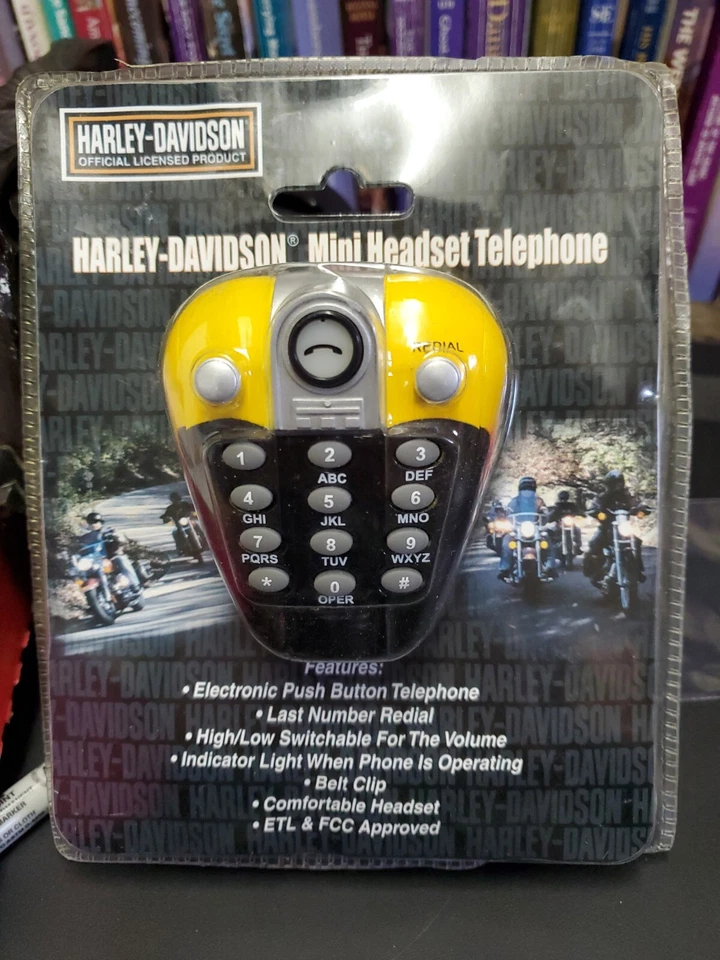 HARLEY-DAVIDSON
OFFICIAL LICENSED PRODUCT
HARLEY-DAVIDSON® Mini Headset Telephone
REDIAL
1 2 3
ABC DEF
4 5 6
GHI JKL MNO
7 8 9
PQRS TUV WXYZ
* 0 #
OPER
Features:
• Electronic Push Button Telephone
• Last Number Redial
• High/Low Switchable For The Volume
• Indicator Light When Phone Is Operating
• Belt Clip
• Comfortable Headset
• ETL & FCC Approved
MARKER
OR CLOTH